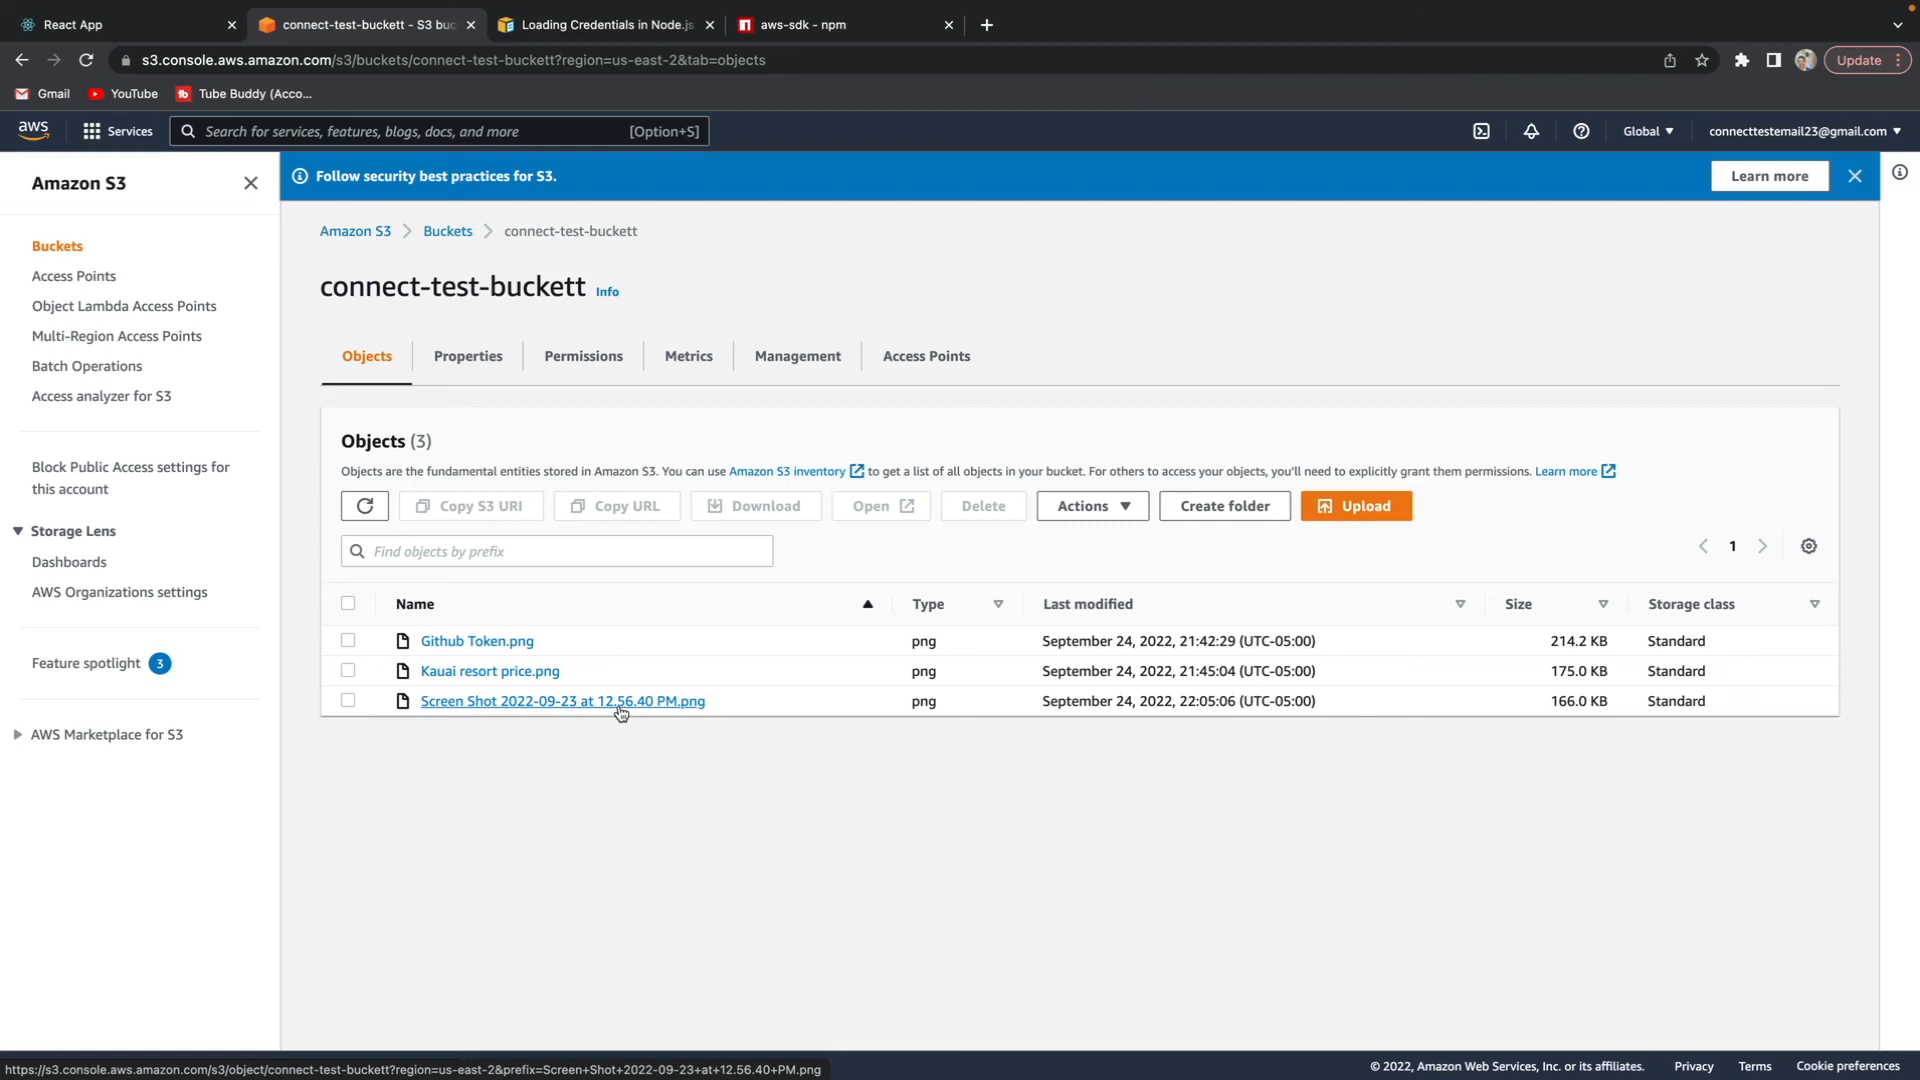 React App
connect-test-buckett - S3 buc
Loading Credentials in Node.js
aws-sdk - npm
s3.console.aws.amazon.com/s3/buckets/connect-test-buckett?region=us-east-2&tab=objects
Update
Gmail
YouTube
Tube Buddy (Acco...
aws
Services
Search for services, features, blogs, docs, and more
[Option+S]
Global
connecttestemail23@gmail.com
Amazon S3
Buckets
Access Points
Object Lambda Access Points
Multi-Region Access Points
Batch Operations
Access analyzer for S3
Block Public Access settings for
this account
Storage Lens
Dashboards
AWS Organizations settings
Feature spotlight 3
AWS Marketplace for S3
Follow security best practices for S3.
Learn more
Amazon S3 > Buckets > connect-test-buckett
connect-test-buckett Info
Objects
Properties
Permissions
Metrics
Management
Access Points
Objects (3)
Objects are the fundamental entities stored in Amazon S3. You can use Amazon S3 inventory to get a list of all objects in your bucket. For others to access your objects, you'll need to explicitly grant them permissions. Learn more
Copy S3 URI
Copy URL
Download
Open
Delete
Actions
Create folder
Upload
Find objects by prefix
1
Name Type Last modified Size Storage class
Github Token.png png September 24, 2022, 21:42:29 (UTC-05:00) 214.2 KB Standard
Kauai resort price.png png September 24, 2022, 21:45:04 (UTC-05:00) 175.0 KB Standard
Screen Shot 2022-09-23 at 12.56.40 PM.png png September 24, 2022, 22:05:06 (UTC-05:00) 166.0 KB Standard
https://s3.console.aws.amazon.com/s3/object/connect-test-buckett?region=us-east-2&prefix=Screen+Shot+2022-09-23+at+12.56.40+PM.png
© 2022, Amazon Web Services, Inc. or its affiliates.
Privacy
Terms
Cookie preferences